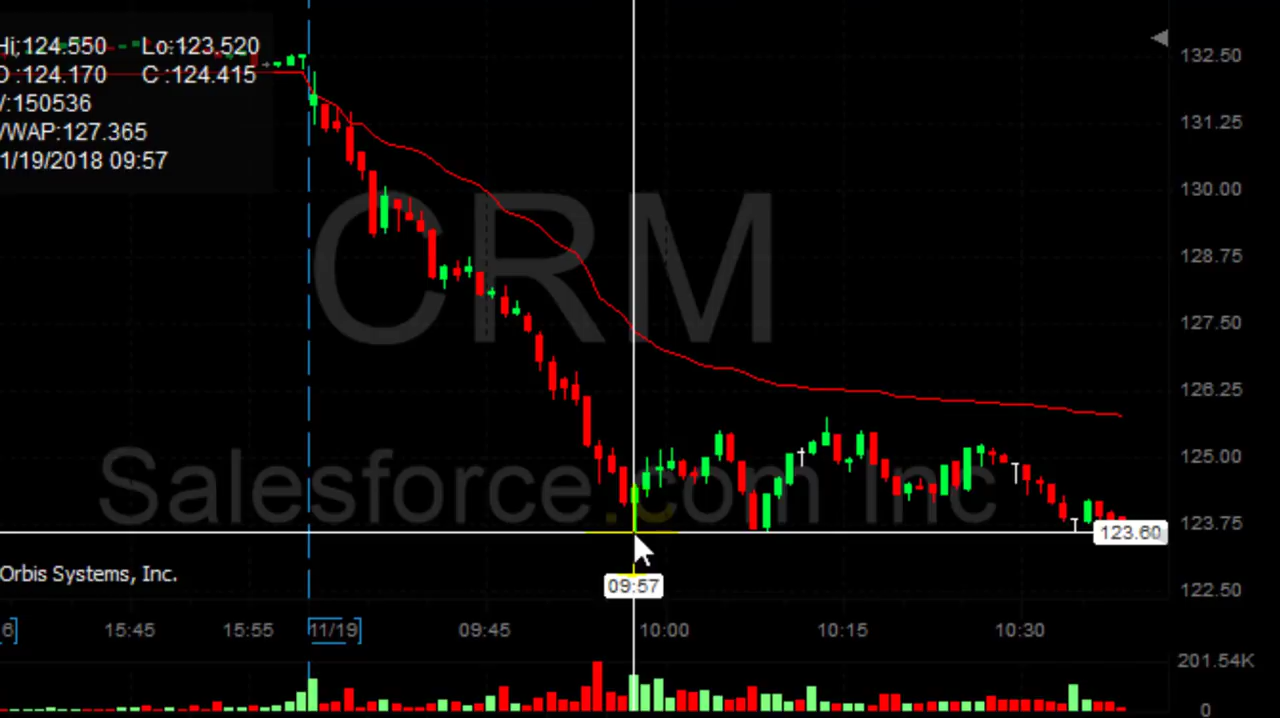 Hi:124.550 Lo:123.520
O :124.170 C :124.415
V:150536
VWAP:127.365
1/19/2018 09:57
CRM
Salesforce.com Inc
Orbis Systems, Inc.
132.50
131.25
130.00
128.75
127.50
126.25
125.00
123.75
123.60
122.50
09:57
6] 15:45 15:55 [11/19] 09:45 10:00 10:15 10:30
201.54K
0